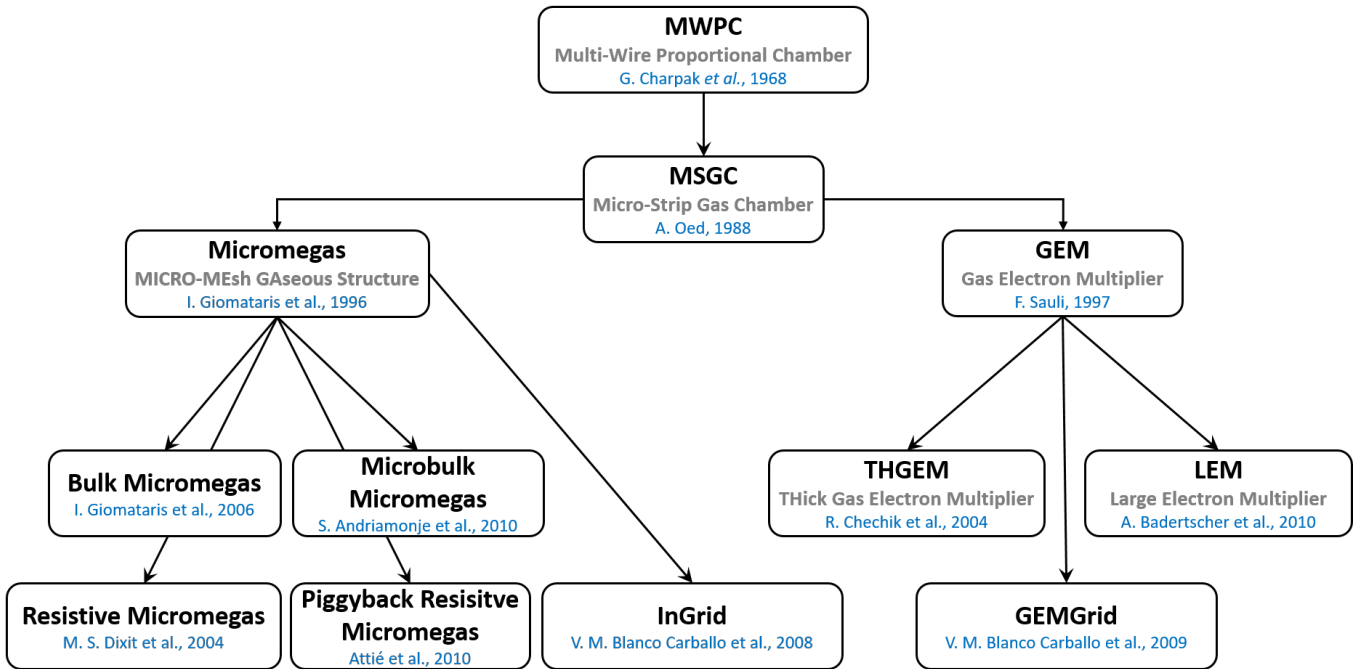 MWPC
Multi-Wire Proportional Chamber
G. Charpak et al., 1968
MSGC
Micro-Strip Gas Chamber
A. Oed, 1988
Micromegas
MICRO-MEsh GAseous Structure
I. Giomataris et al., 1996
GEM
Gas Electron Multiplier
F. Sauli, 1997
Bulk Micromegas
I. Giomataris et al., 2006
Microbulk
Micromegas
S. Andriamonje et al., 2010
THGEM
THick Gas Electron Multiplier
R. Chechik et al., 2004
LEM
Large Electron Multiplier
A. Badertscher et al., 2010
Resistive Micromegas
M. S. Dixit et al., 2004
Piggyback Resisitve
Micromegas
Attié et al., 2010
InGrid
V. M. Blanco Carballo et al., 2008
GEMGrid
V. M. Blanco Carballo et al., 2009